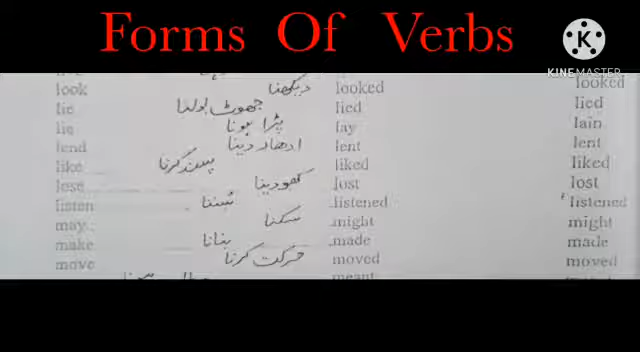 Forms Of Verbs
KINEMASTER
looked
look دیکھنا looked
lie جھوٹ بولنا lied lied
lie پڑا ہونا lay lain
lend ادھار دینا lent lent
like پسند کرنا liked liked
lose کھو دینا lost lost
listen سننا listened listened
may سکنا might might
make بنانا made made
move حرکت کرنا moved moved
meant